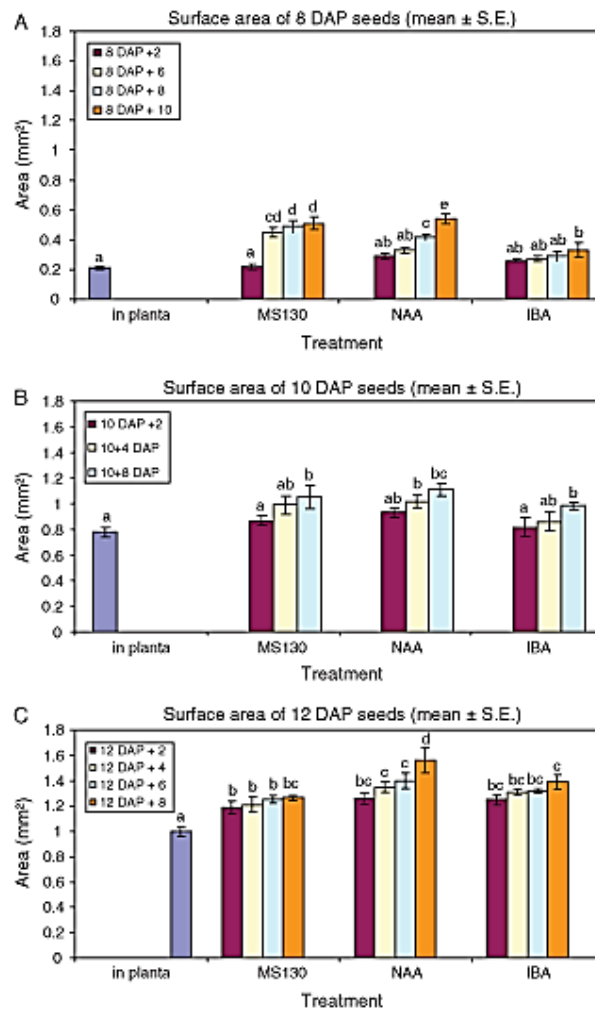 A
Surface area of 8 DAP seeds (mean ± S.E.)
1.8
1.6
1.4
1.2
1
0.8
0.6
0.4
0.2
0
Area (mm²)
8 DAP +2
8 DAP + 6
8 DAP + 8
8 DAP + 10
a
a cd d d
ab ab c e
ab ab ab b
in planta MS130 NAA IBA
Treatment
B
Surface area of 10 DAP seeds (mean ± S.E.)
1.8
1.6
1.4
1.2
1
0.8
0.6
0.4
0.2
0
Area (mm²)
10 DAP +2
10+4 DAP
10+8 DAP
a
a ab b
ab b bc
a ab b
in planta MS130 NAA IBA
Treatment
C
Surface area of 12 DAP seeds (mean ± S.E.)
1.8
1.6
1.4
1.2
1
0.8
0.6
0.4
0.2
0
Area (mm²)
12 DAP + 2
12 DAP + 4
12 DAP + 6
12 DAP + 8
a
b b b bc
bc c c d
bc bc bc c
in planta MS130 NAA IBA
Treatment